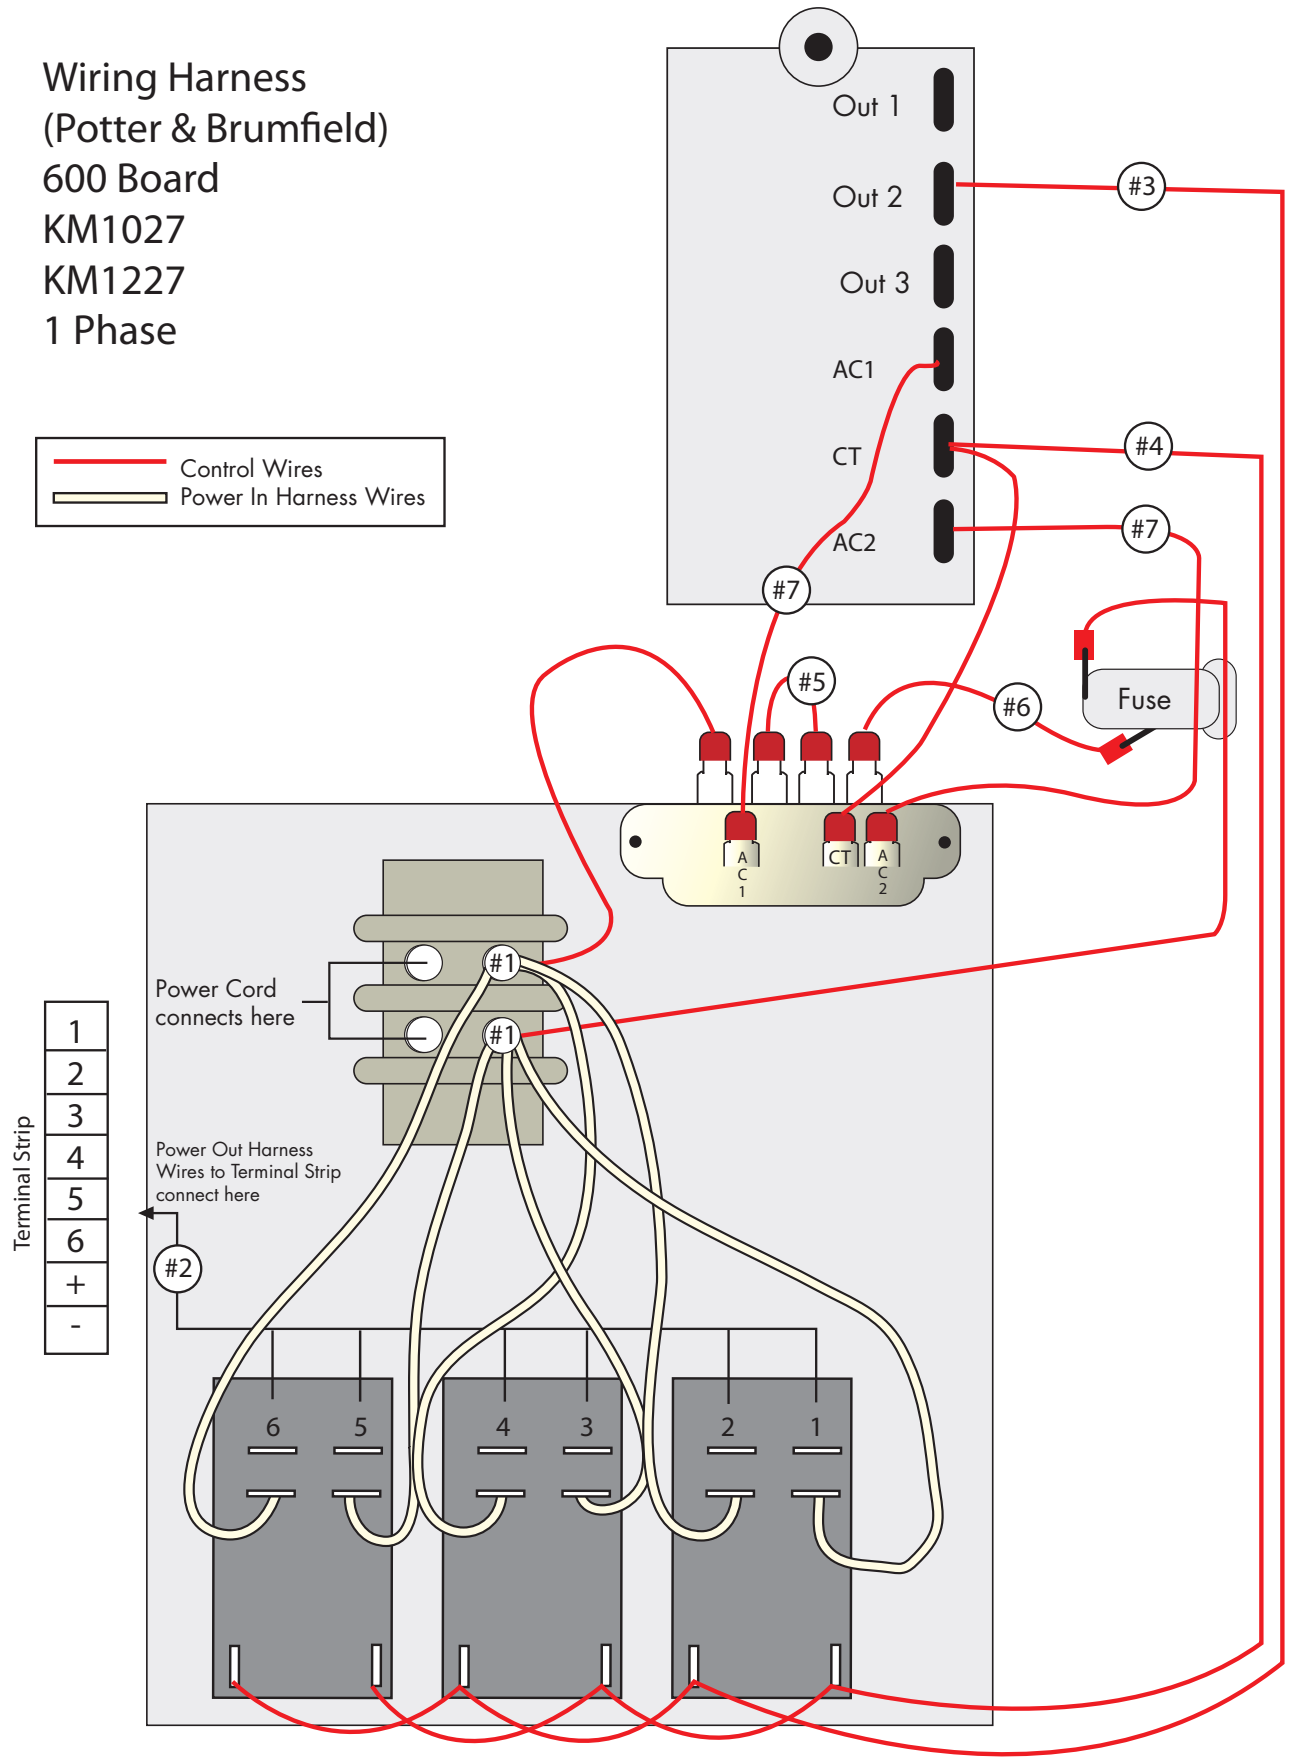 Wiring Harness
(Potter & Brumfield)
600 Board
KM1027
KM1227
1 Phase
Control Wires
Power In Harness Wires
Out 1
Out 2
Out 3
AC1
CT
AC2
#3
#4
#7
#7
#5
#6
Fuse
AC1
CT
AC2
Power Cord
connects here
#1
#1
Terminal Strip
1
2
3
4
5
6
+
-
Power Out Harness
Wires to Terminal Strip
connect here
#2
6
5
4
3
2
1